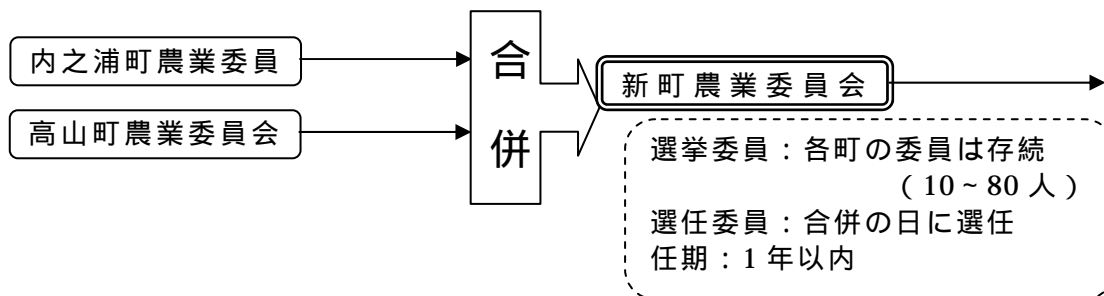 内之浦町農業委員
高山町農業委員会
合併
新町農業委員会
選挙委員：各町の委員は存続
（10～80人）
選任委員：合併の日に選任
任期：1年以内